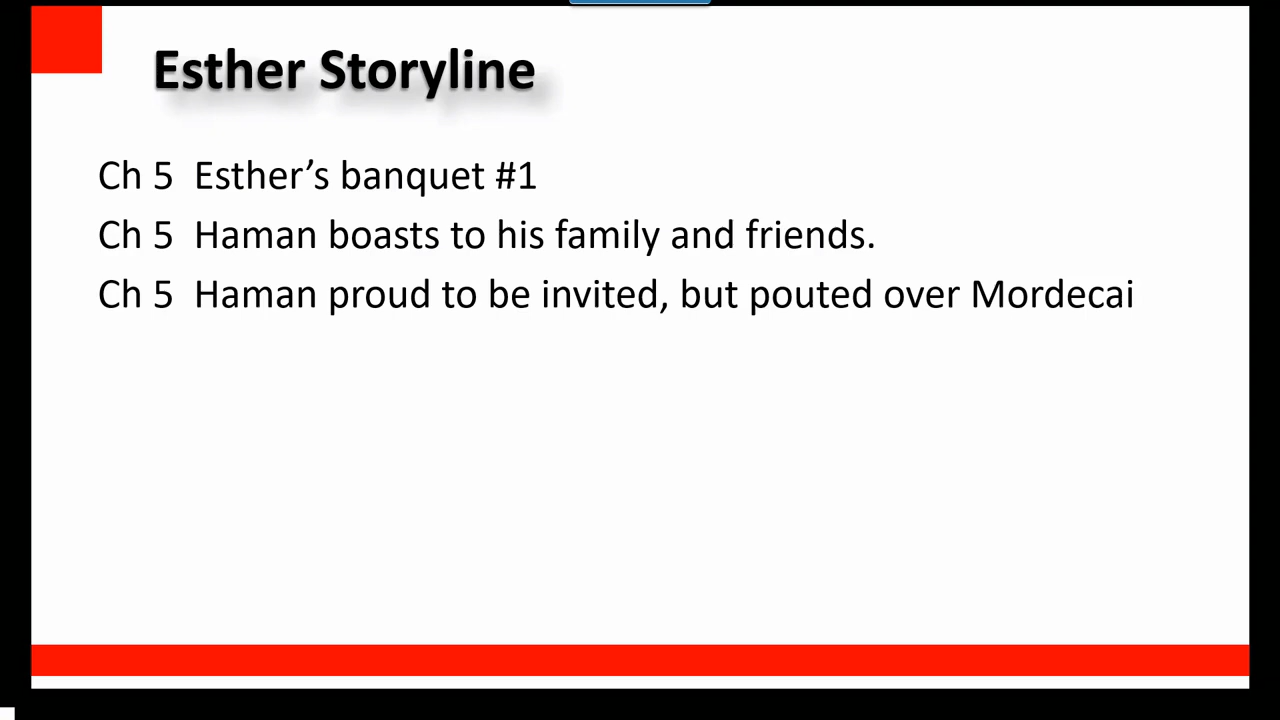 Esther Storyline
Ch 5 Esther’s banquet #1
Ch 5 Haman boasts to his family and friends.
Ch 5 Haman proud to be invited, but pouted over Mordecai